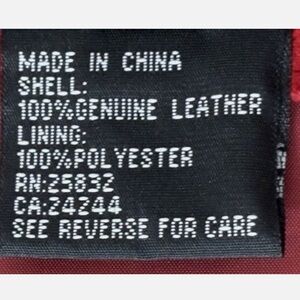 MADE IN CHINA
SHELL:
100%GENUINE LEATHER
LINING:
100%POLYESTER
RN:25832
CA:24244
SEE REVERSE FOR CARE